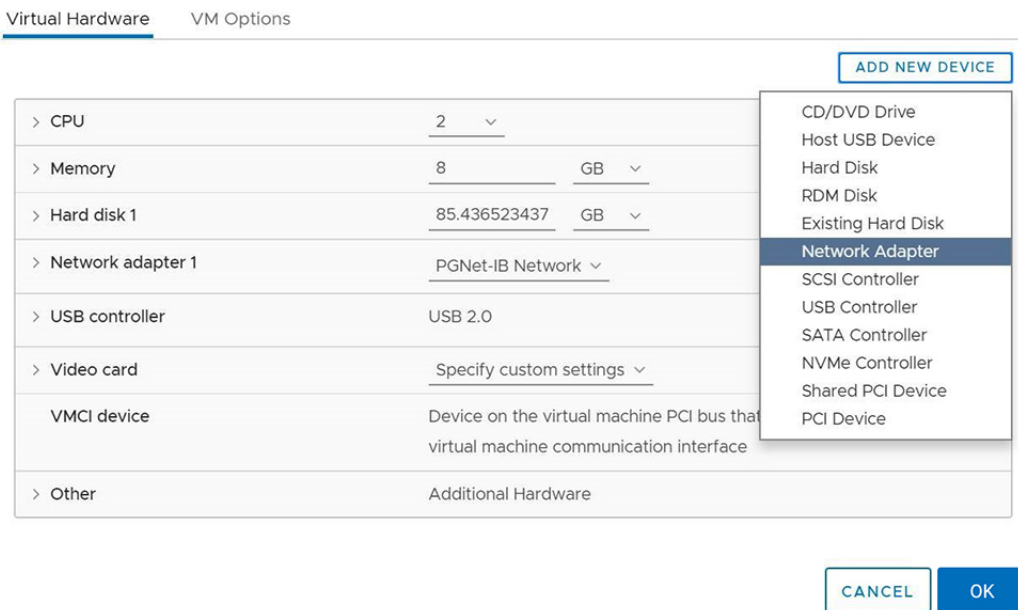 Virtual Hardware VM Options
ADD NEW DEVICE
CPU 2
Memory 8 GB
Hard disk 1 85.436523437 GB
Network adapter 1 PGNet-IB Network
USB controller USB 2.0
Video card Specify custom settings
VMCI device Device on the virtual machine PCI bus that
virtual machine communication interface
Other Additional Hardware
CD/DVD Drive
Host USB Device
Hard Disk
RDM Disk
Existing Hard Disk
Network Adapter
SCSI Controller
USB Controller
SATA Controller
NVMe Controller
Shared PCI Device
PCI Device
CANCEL OK